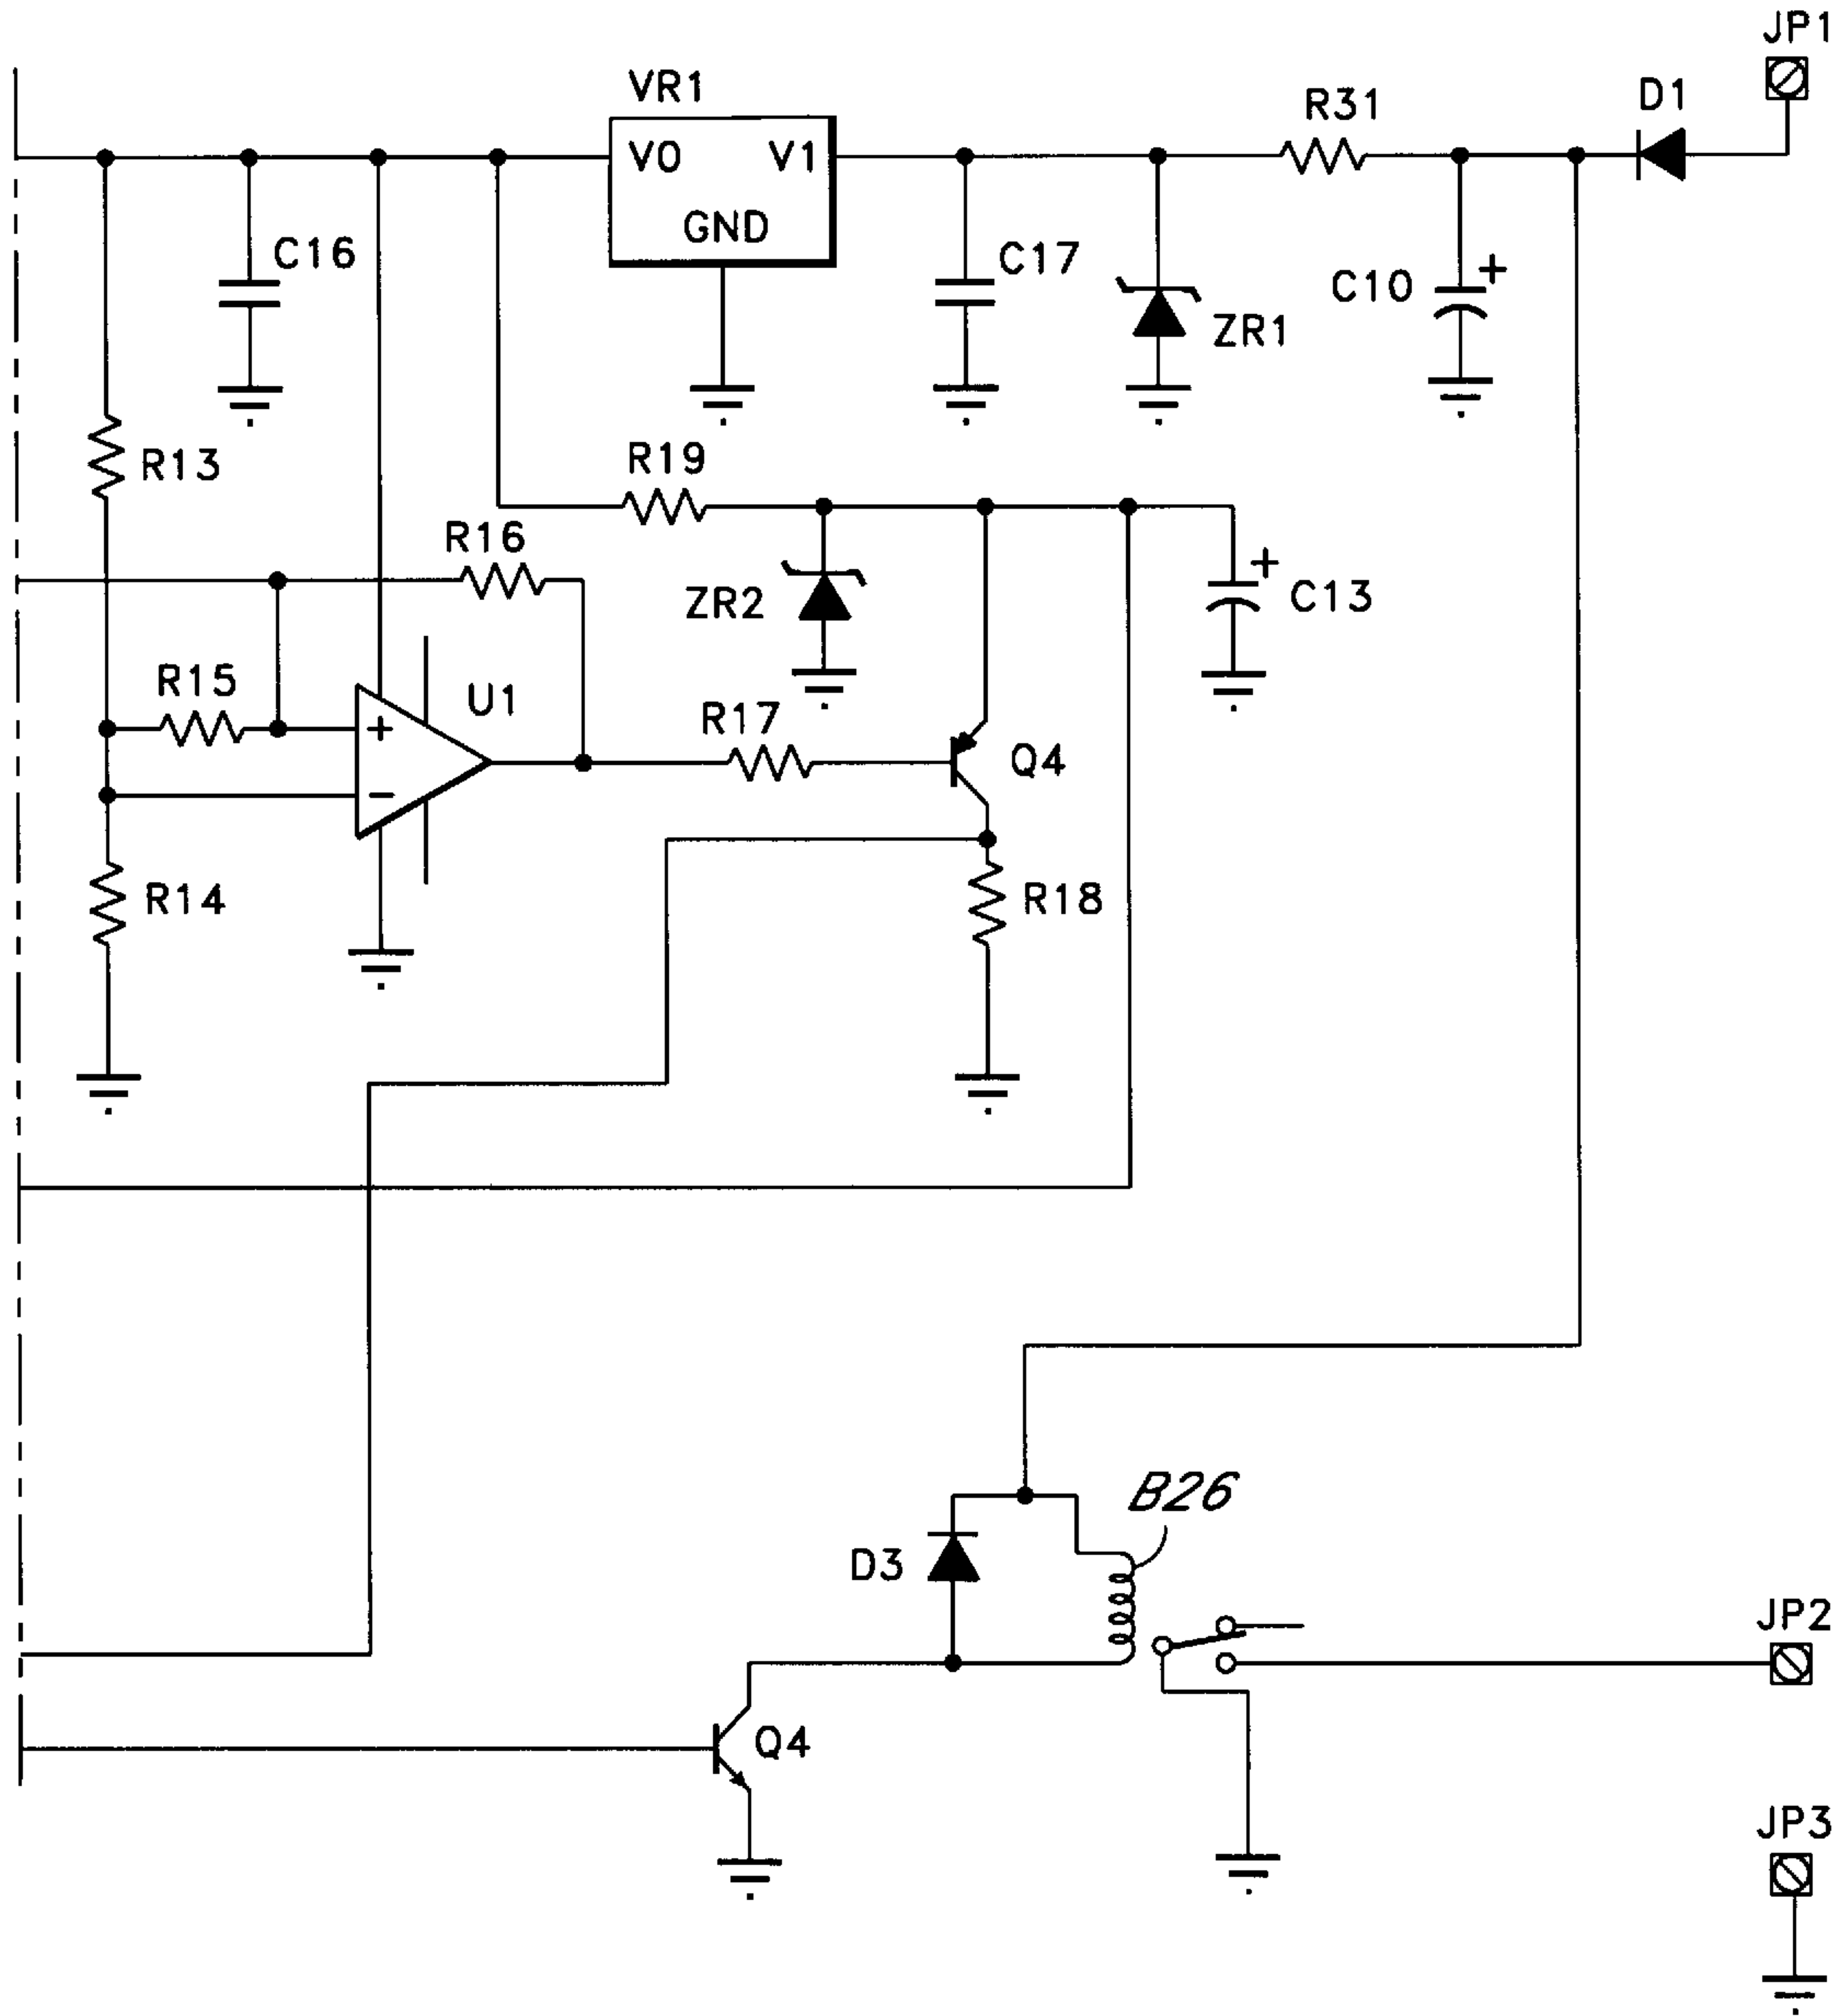 JP1
VR1
R31
D1
VO
V1
GND
C16
C17
C10
+
ZR1
R13
R19
R16
+
ZR2
C13
R15
U1
R17
+
Q4
−
R14
R18
B26
D3
JP2
Q4
JP3